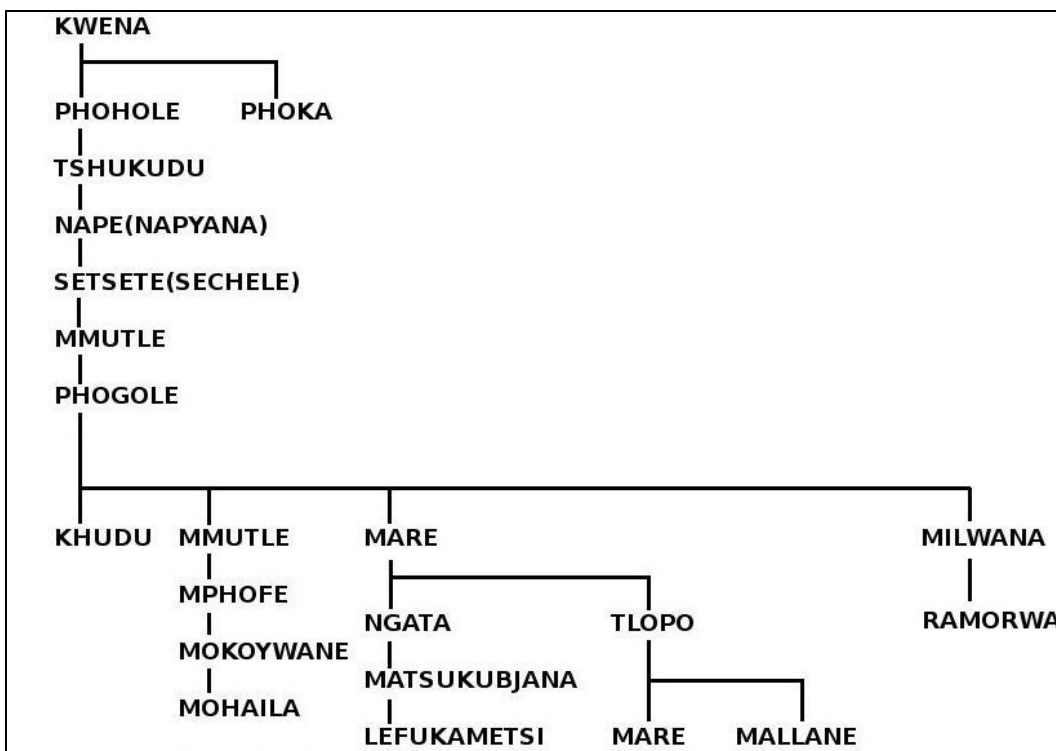 KWENA
PHOHOLE PHOKA
TSHUKUDU
NAPE(NAPYANA)
SETSETE(SECHELE)
MMUTLE
PHOGOLE
KHUDU MMUTLE MARE MILWANA
MPHOFE
NGATA TLOPO RAMORWA
MOKOYWANE
MATSUKUBJANA
MOHAILA
LEFUKAMETSI MARE MALLANE